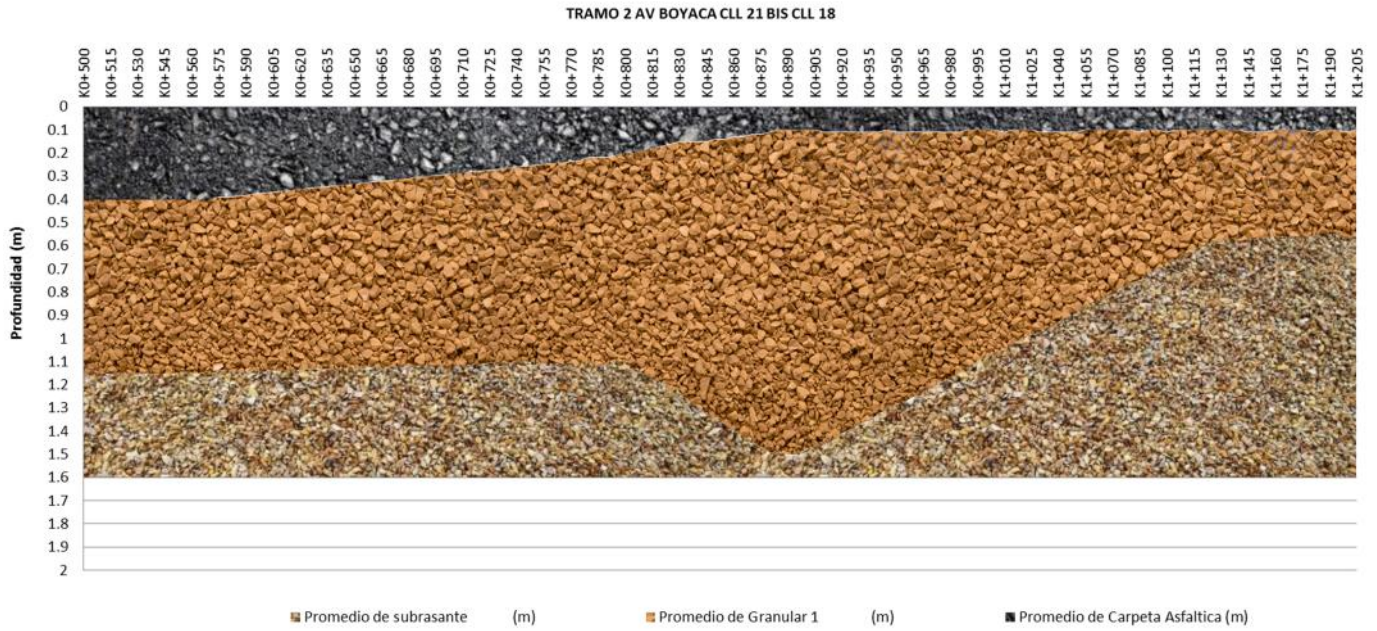 TRAMO 2 AV BOYACA CLL 21 BIS CLL 18
K0+500
K0+515
K0+530
K0+545
K0+560
K0+575
K0+590
K0+605
K0+620
K0+635
K0+650
K0+665
K0+680
K0+695
K0+710
K0+725
K0+740
K0+755
K0+770
K0+785
K0+800
K0+815
K0+830
K0+845
K0+860
K0+875
K0+890
K0+905
K0+920
K0+935
K0+950
K0+965
K0+980
K0+995
K1+010
K1+025
K1+040
K1+055
K1+070
K1+085
K1+100
K1+115
K1+130
K1+145
K1+160
K1+175
K1+190
K1+205
Profundidad (m)
0
0.1
0.2
0.3
0.4
0.5
0.6
0.7
0.8
0.9
1
1.1
1.2
1.3
1.4
1.5
1.6
1.7
1.8
1.9
2
Promedio de subrasante (m)
Promedio de Granular 1 (m)
Promedio de Carpeta Asfaltica (m)